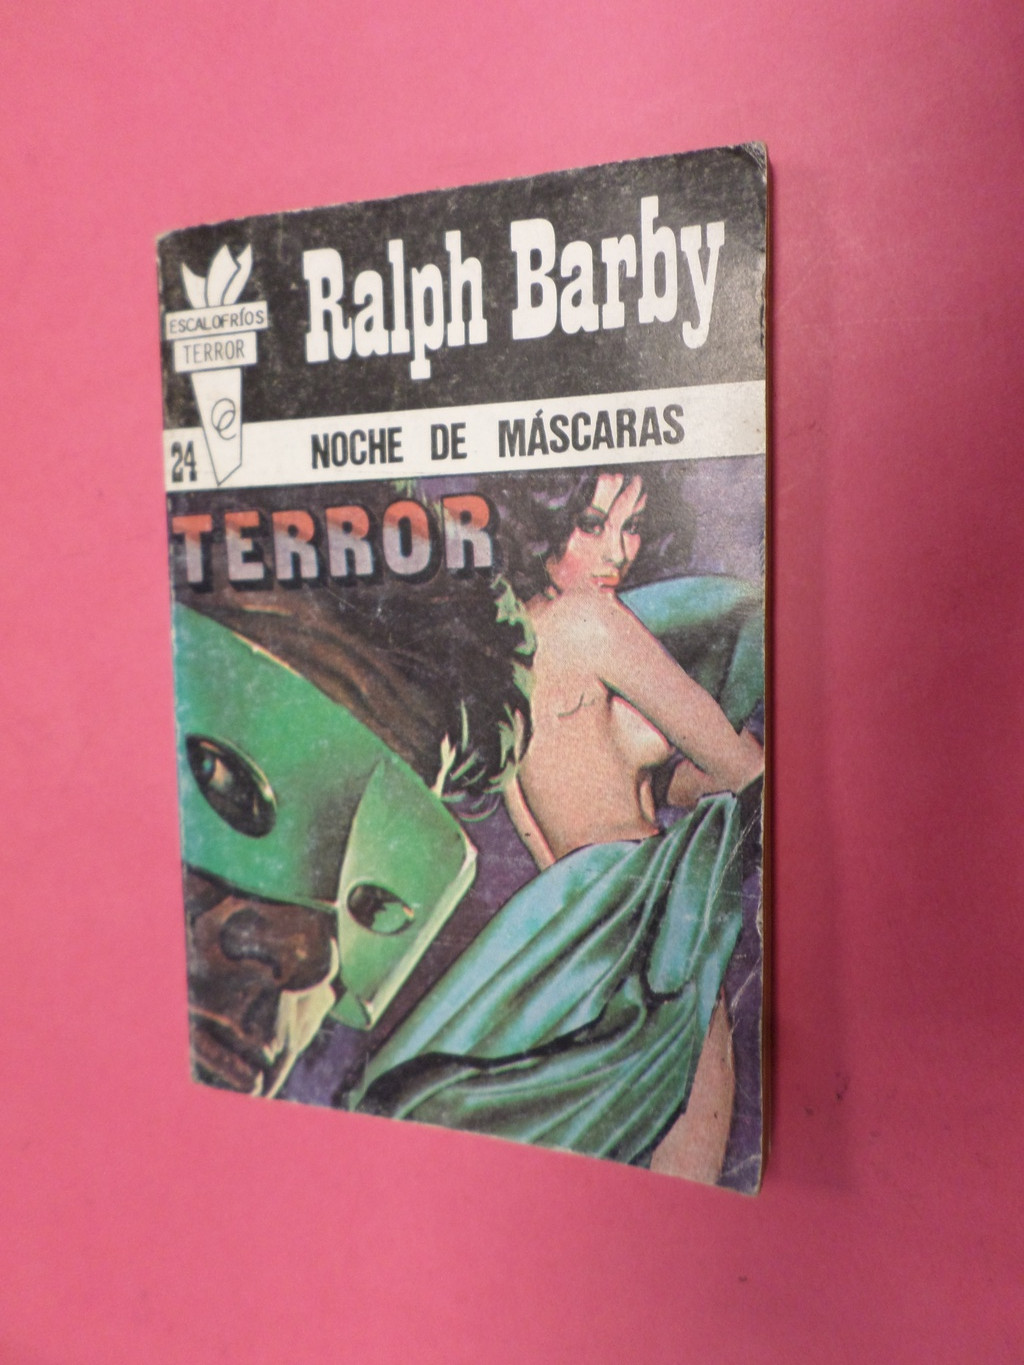 Ralph Barby
ESCALOFRÍOS
TERROR
24
NOCHE DE MÁSCARAS
TERROR